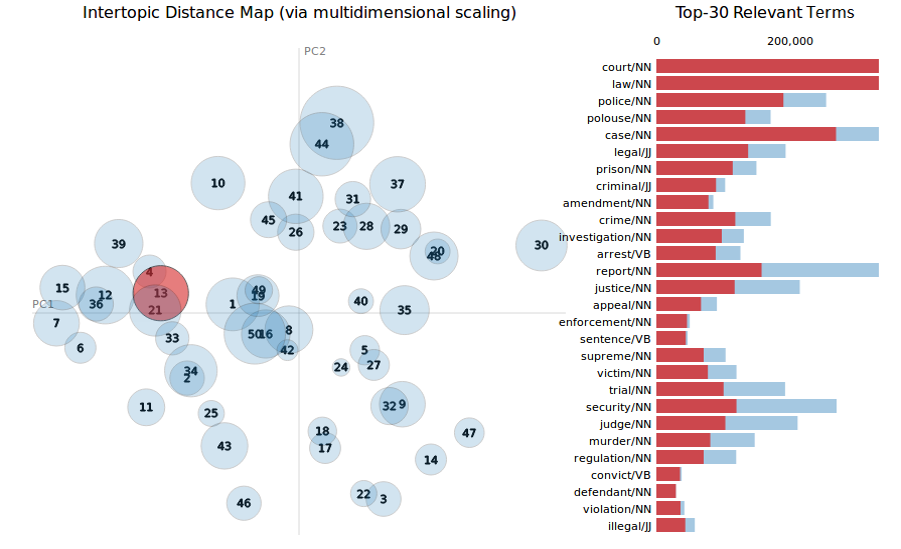 Intertopic Distance Map (via multidimensional scaling)
PC2
PC1
38
44
10
37
41
31
45
23
28
29
26
39
20
48
30
4
15
12
13
36
21
49
19
1
40
35
7
33
50
16
8
42
6
5
24
27
34
2
11
25
32
9
18
47
43
17
14
22
3
46
Top-30 Relevant Terms
0 200,000
court/NN
law/NN
police/NN
polouse/NN
case/NN
legal/JJ
prison/NN
criminal/JJ
amendment/NN
crime/NN
investigation/NN
arrest/VB
report/NN
justice/NN
appeal/NN
enforcement/NN
sentence/VB
supreme/NN
victim/NN
trial/NN
security/NN
judge/NN
murder/NN
regulation/NN
convict/VB
defendant/NN
violation/NN
illegal/JJ